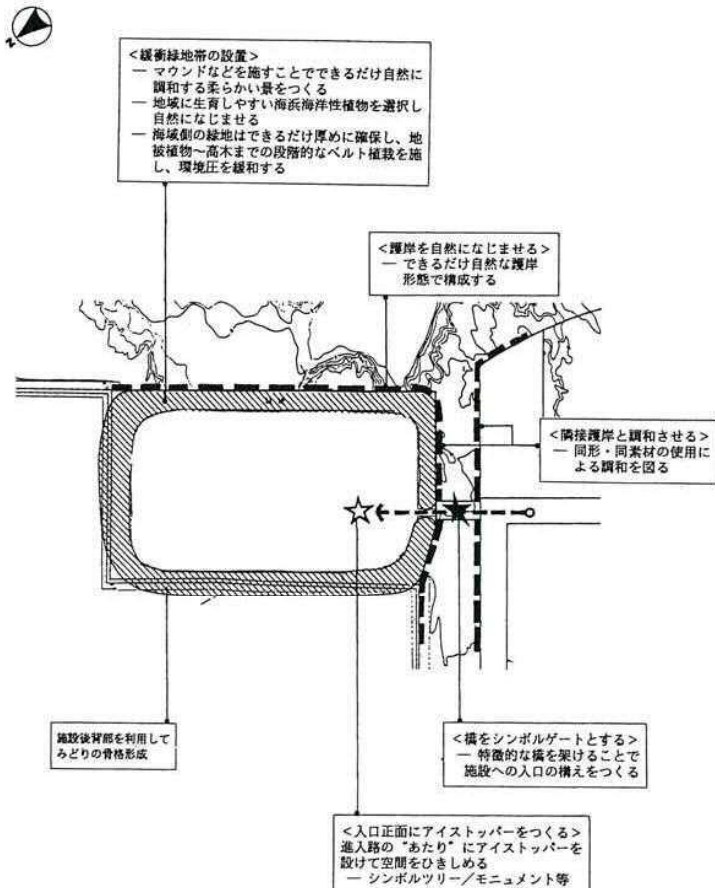 N
<緩衝緑地帯の設置>
― マウンドなどを施すことでできるだけ自然に
調和する柔らかい景をつくる
― 地域に生育しやすい海浜海洋性植物を選択し
自然になじませる
― 海域側の緑地はできるだけ厚めに確保し、地
被植物～高木までの段階的なベルト植栽を施
し、環境圧を緩和する
<護岸を自然になじませる>
― できるだけ自然な護岸
形態で構成する
<隣接護岸と調和させる>
― 同形・同素材の使用に
よる調和を図る
施設後背部を利用して
みどりの骨格形成
<橋をシンボルゲートとする>
― 特徴的な橋を架けることで
施設への入口の構えをつくる
<入口正面にアイストッパーをつくる>
進入路の“あたり”にアイストッパーを
設けて空間をひきしめる
― シンボルツリー／モニュメント等